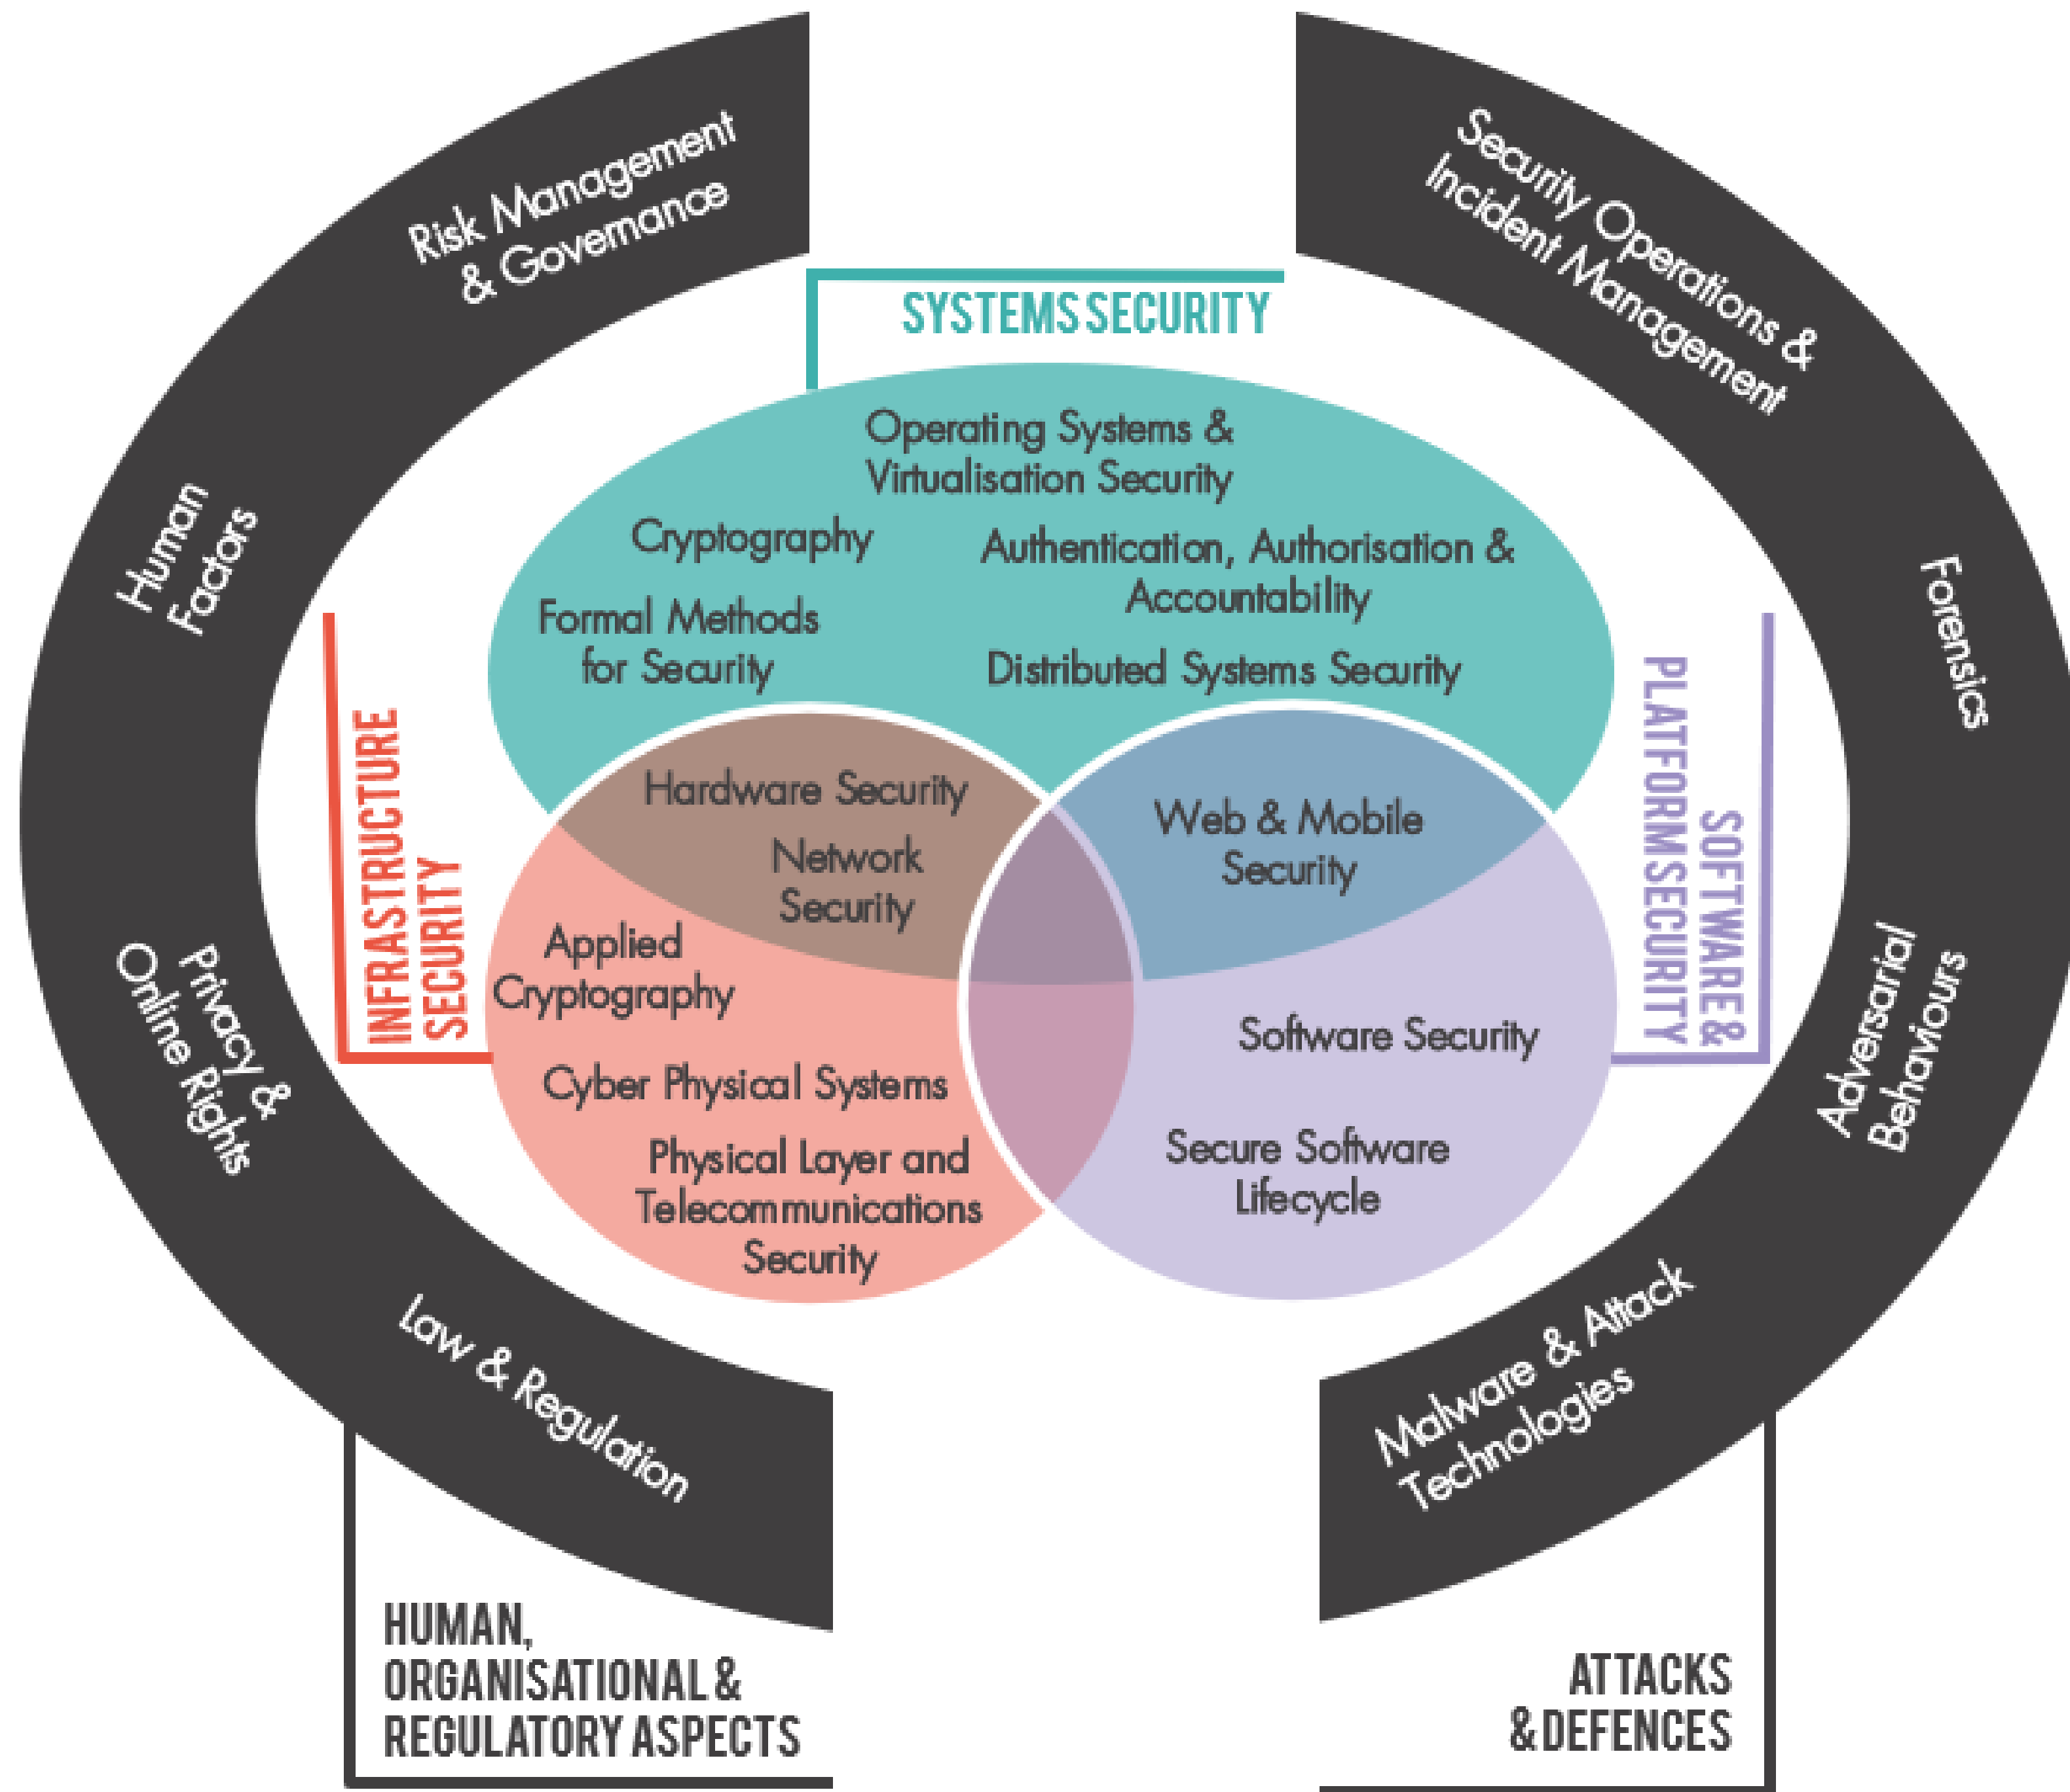 Risk Management
& Governance
Human
Factors
Privacy &
Online Rights
Law & Regulation
HUMAN,
ORGANISATIONAL &
REGULATORY ASPECTS
SYSTEMS SECURITY
Operating Systems &
Virtualisation Security
Cryptography
Authentication, Authorisation &
Accountability
Formal Methods
for Security
Distributed Systems Security
INFRASTRUCTURE
SECURITY
Hardware Security
Network
Security
Applied
Cryptography
Cyber Physical Systems
Physical Layer and
Telecommunications
Security
SOFTWARE &
PLATFORM SECURITY
Web & Mobile
Security
Software Security
Secure Software
Lifecycle
Security Operations &
Incident Management
Forensics
Adversarial
Behaviours
Malware & Attack
Technologies
ATTACKS
& DEFENCES